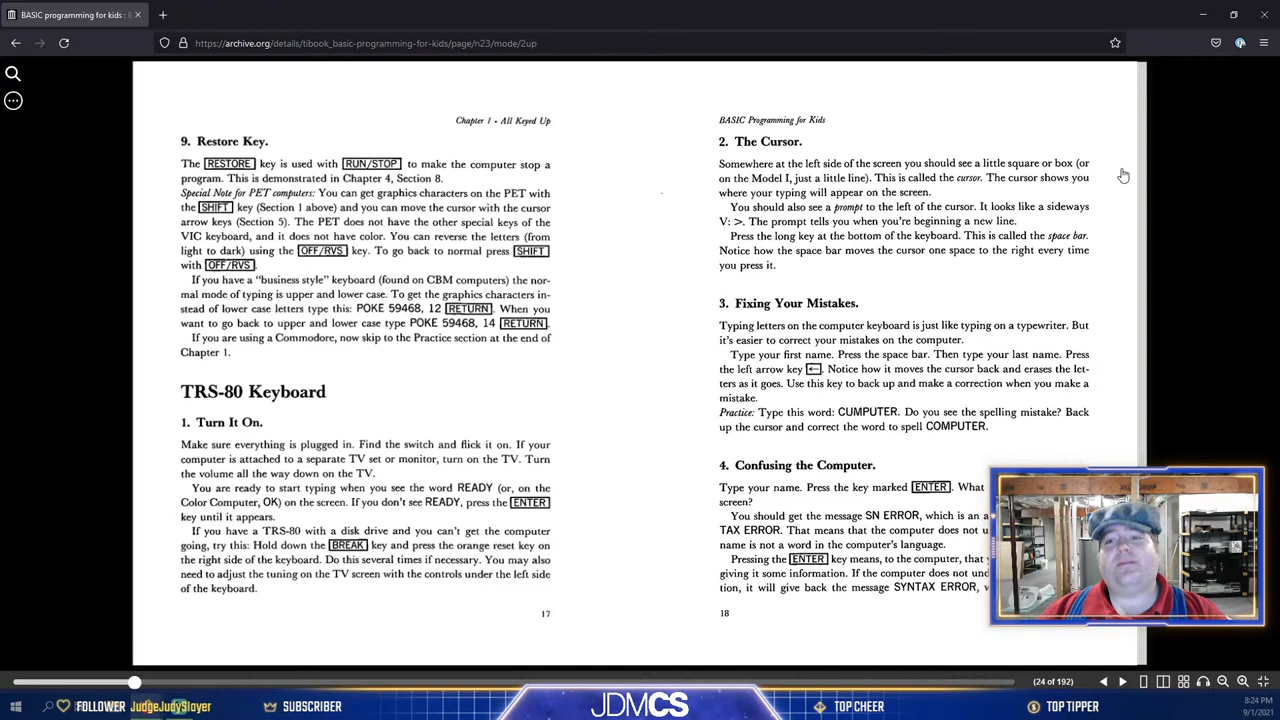 BASIC programming for kids : 
https://archive.org/details/tibook_basic-programming-for-kids/page/n23/mode/2up
Chapter 1 • All Keyed Up
9. Restore Key.
The RESTORE key is used with RUN/STOP to make the computer stop a
program. This is demonstrated in Chapter 4, Section 8.
Special Note for PET computers: You can get graphics characters on the PET with
the SHIFT key (Section 1 above) and you can move the cursor with the cursor
arrow keys (Section 5). The PET does not have the other special keys of the
VIC keyboard, and it does not have color. You can reverse the letters (from
light to dark) using the OFF/RVS key. To go back to normal press SHIFT
with OFF/RVS.
If you have a "business style" keyboard (found on CBM computers) the nor-
mal mode of typing is upper and lower case. To get the graphics characters in-
stead of lower case letters type this: POKE 59468, 12 RETURN. When you
want to go back to upper and lower case type POKE 59468, 14 RETURN.
If you are using a Commodore, now skip to the Practice section at the end of
Chapter 1.
TRS-80 Keyboard
1. Turn It On.
Make sure everything is plugged in. Find the switch and flick it on. If your
computer is attached to a separate TV set or monitor, turn on the TV. Turn
the volume all the way down on the TV.
You are ready to start typing when you see the word READY (or, on the
Color Computer, OK) on the screen. If you don't see READY, press the ENTER
key until it appears.
If you have a TRS-80 with a disk drive and you can't get the computer
going, try this: Hold down the BREAK key and press the orange reset key on
the right side of the keyboard. Do this several times if necessary. You may also
need to adjust the tuning on the TV screen with the controls under the left side
of the keyboard.
17
BASIC Programming for Kids
2. The Cursor.
Somewhere at the left side of the screen you should see a little square or box (or
on the Model I, just a little line). This is called the cursor. The cursor shows you
where your typing will appear on the screen.
You should also see a prompt to the left of the cursor. It looks like a sideways
V: >. The prompt tells you when you're beginning a new line.
Press the long key at the bottom of the keyboard. This is called the space bar.
Notice how the space bar moves the cursor one space to the right every time
you press it.
3. Fixing Your Mistakes.
Typing letters on the computer keyboard is just like typing on a typewriter. But
it's easier to correct your mistakes on the computer.
Type your first name. Press the space bar. Then type your last name. Press
the left arrow key ←. Notice how it moves the cursor back and erases the let-
ters as it goes. Use this key to back up and make a correction when you make a
mistake.
Practice: Type this word: CUMPUTER. Do you see the spelling mistake? Back
up the cursor and correct the word to spell COMPUTER.
4. Confusing the Computer.
Type your name. Press the key marked ENTER. What
screen?
You should get the message SN ERROR, which is an a
TAX ERROR. That means that the computer does not u
name is not a word in the computer's language.
Pressing the ENTER key means, to the computer, that y
giving it some information. If the computer does not und
tion, it will give back the message SYNTAX ERROR,
18
(24 of 192)
FOLLOWER JudgeJudySlayer
SUBSCRIBER
JDMCS
TOP CHEER
TOP TIPPER
8:24 PM
9/1/2021